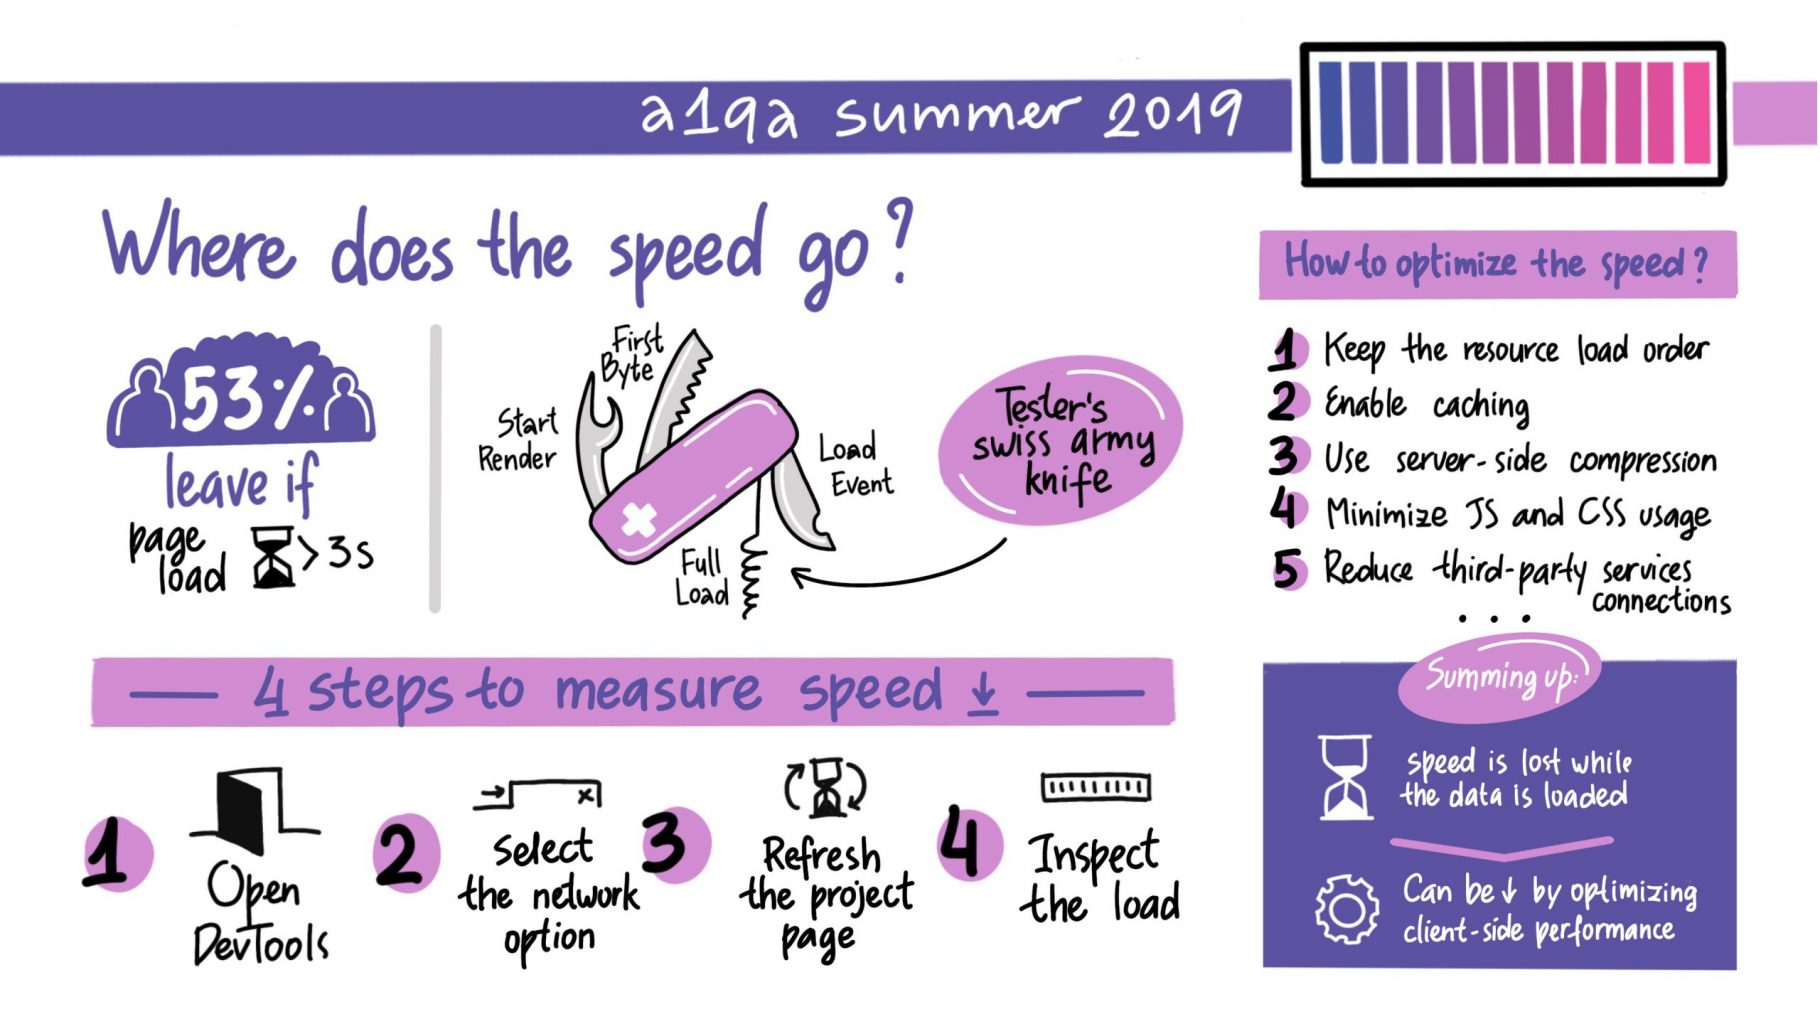 a1qa summer 2019
Where does the speed go?
53%
leave if
page
load
> 3s
First
Byte
Start
Render
Load
Event
Full
Load
Tester's
swiss army
knife
4 steps to measure speed
1
Open
DevTools
2
Select
the network
option
3
Refresh
the project
page
4
Inspect
the load
How to optimize the speed?
1 Keep the resource load order
2 Enable caching
3 Use server-side compression
4 Minimize JS and CSS usage
5 Reduce third-party services
connections
...
Summing up:
speed is lost while
the data is loaded
Can be ↓ by optimizing
client-side performance